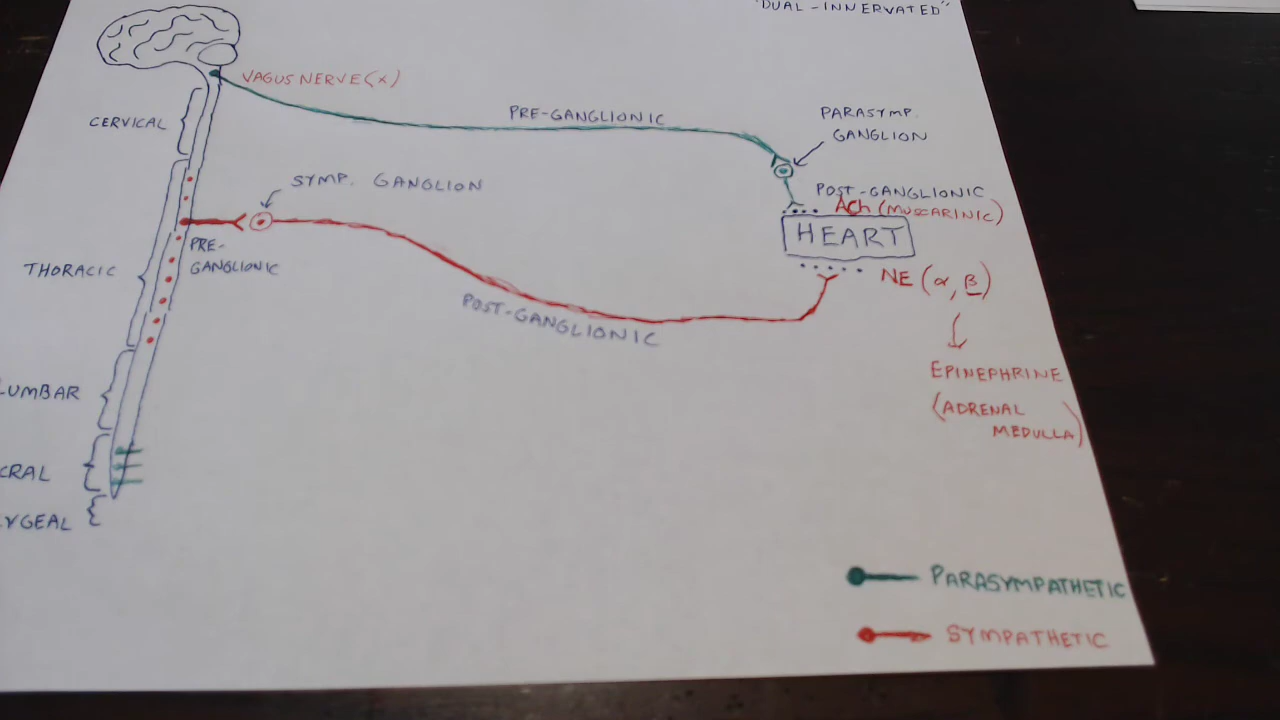 "DUAL-INNERVATED"
VAGUS NERVE (X)
PRE-GANGLIONIC
PARASYMP.
GANGLION
CERVICAL
SYMP. GANGLION
POST-GANGLIONIC
ACh (MUSCARINIC)
HEART
PRE-
GANGLIONIC
THORACIC
NE (α, β)
POST-GANGLIONIC
EPINEPHRINE
(ADRENAL
MEDULLA)
LUMBAR
CRAL
YGEAL
PARASYMPATHETIC
SYMPATHETIC